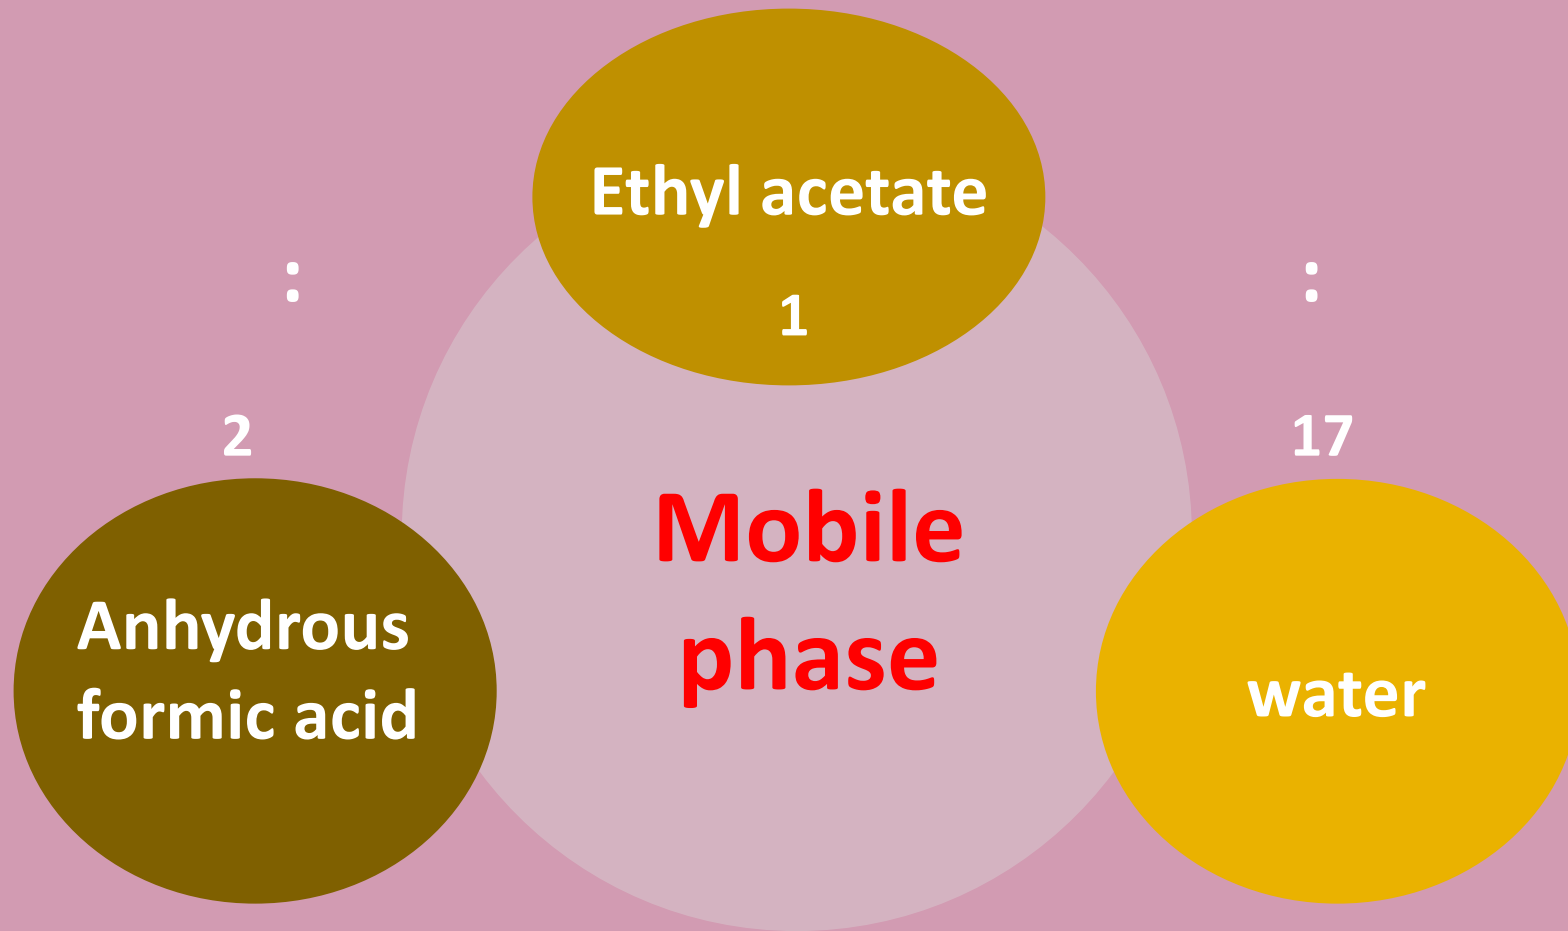 Ethyl acetate
:
:
1
2
17
Mobile
phase
Anhydrous
formic acid
water